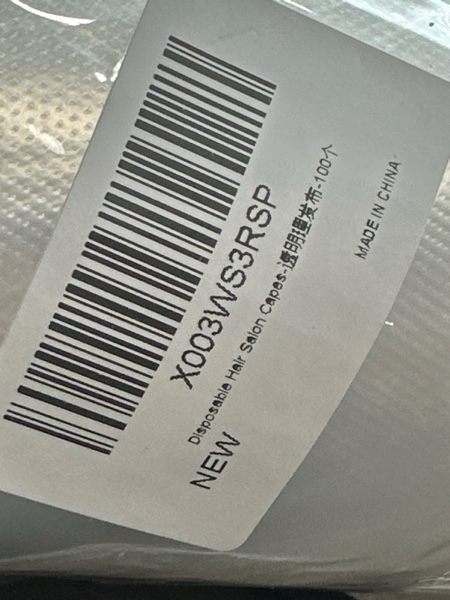 X003WS3RSP
Disposable Hair Salon Capes-透明理发布-100个
NEW
MADE IN CHINA